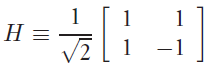 H ≡ 1/√2 [ 1 1
1 −1 ]